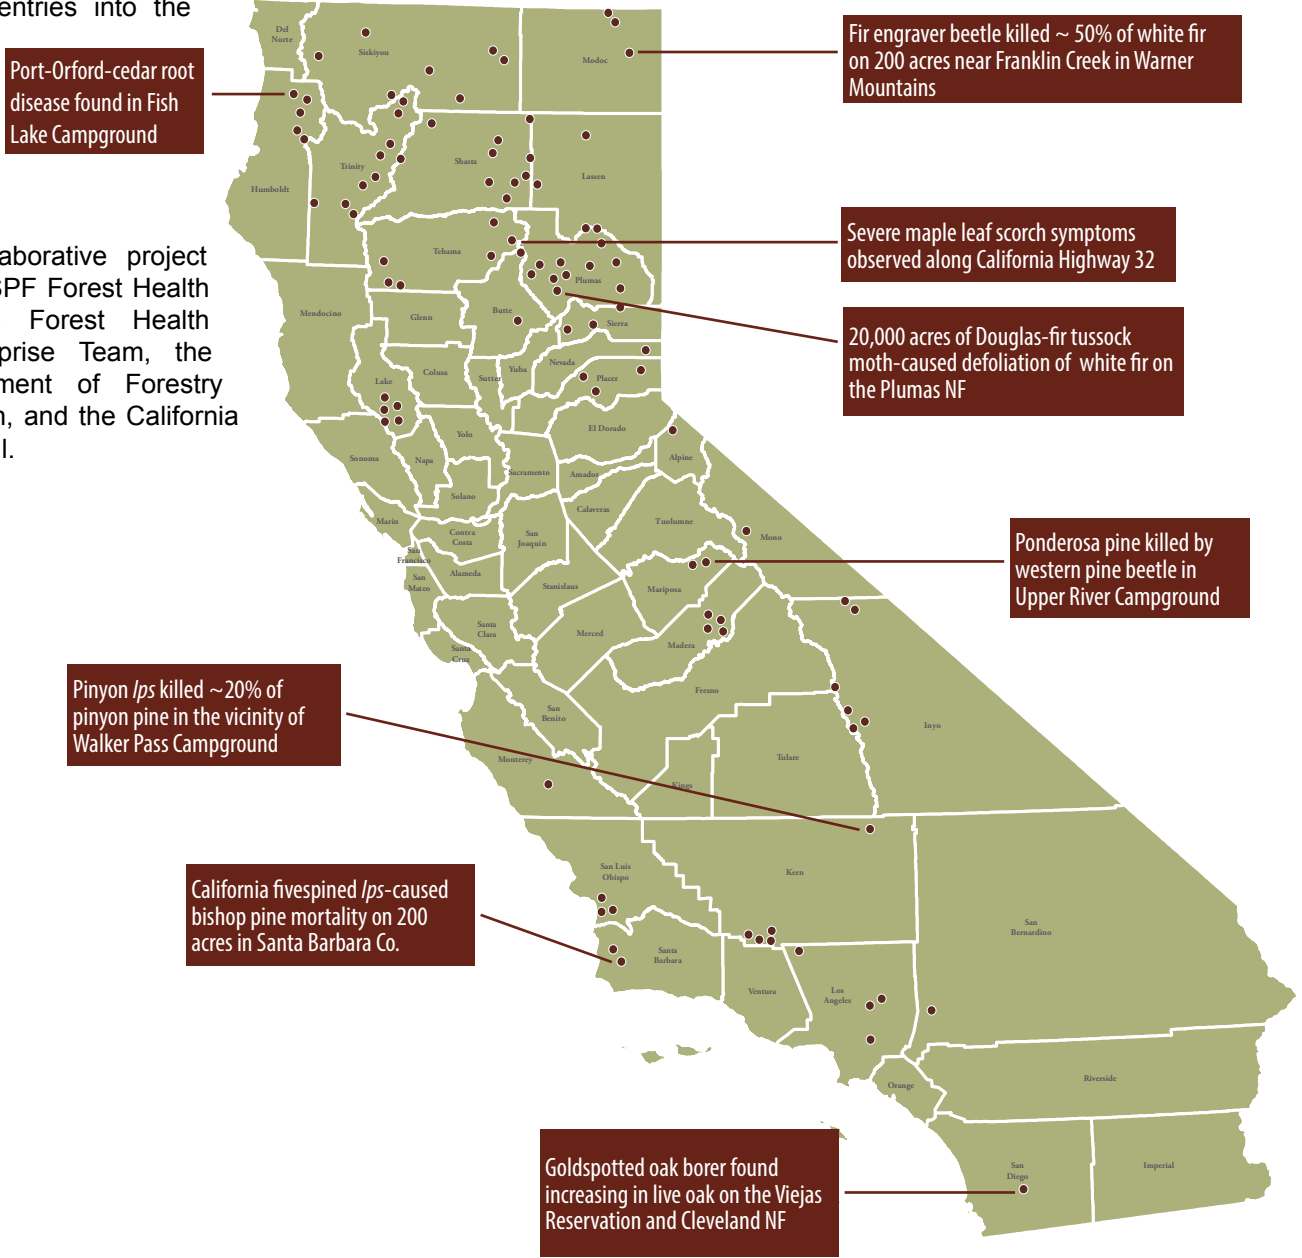 entries into the
Port-Orford-cedar root
disease found in Fish
Lake Campground
aborative project
SPF Forest Health
Forest Health
prise Team, the
ment of Forestry
n, and the California
l.
Fir engraver beetle killed ~ 50% of white fir
on 200 acres near Franklin Creek in Warner
Mountains
Severe maple leaf scorch symptoms
observed along California Highway 32
20,000 acres of Douglas-fir tussock
moth-caused defoliation of white fir on
the Plumas NF
Ponderosa pine killed by
western pine beetle in
Upper River Campground
Pinyon Ips killed ~20% of
pinyon pine in the vicinity of
Walker Pass Campground
California fivespined Ips-caused
bishop pine mortality on 200
acres in Santa Barbara Co.
Goldspotted oak borer found
increasing in live oak on the Viejas
Reservation and Cleveland NF
Del
Norte
Siskiyou
Modoc
Humboldt
Trinity
Shasta
Lassen
Tehama
Plumas
Mendocino
Glenn
Butte
Sierra
Lake
Colusa
Sutter
Yuba
Nevada
Placer
El Dorado
Sonoma
Napa
Yolo
Sacramento
Amador
Alpine
Solano
Calaveras
Tuolumne
Mono
Marin
Contra
Costa
San
Joaquin
San
Francisco
San
Mateo
Alameda
Stanislaus
Mariposa
Santa
Clara
Merced
Madera
Santa
Cruz
San
Benito
Fresno
Inyo
Monterey
Kings
Tulare
San Luis
Obispo
Kern
San
Bernardino
Santa
Barbara
Ventura
Los
Angeles
Orange
Riverside
San
Diego
Imperial